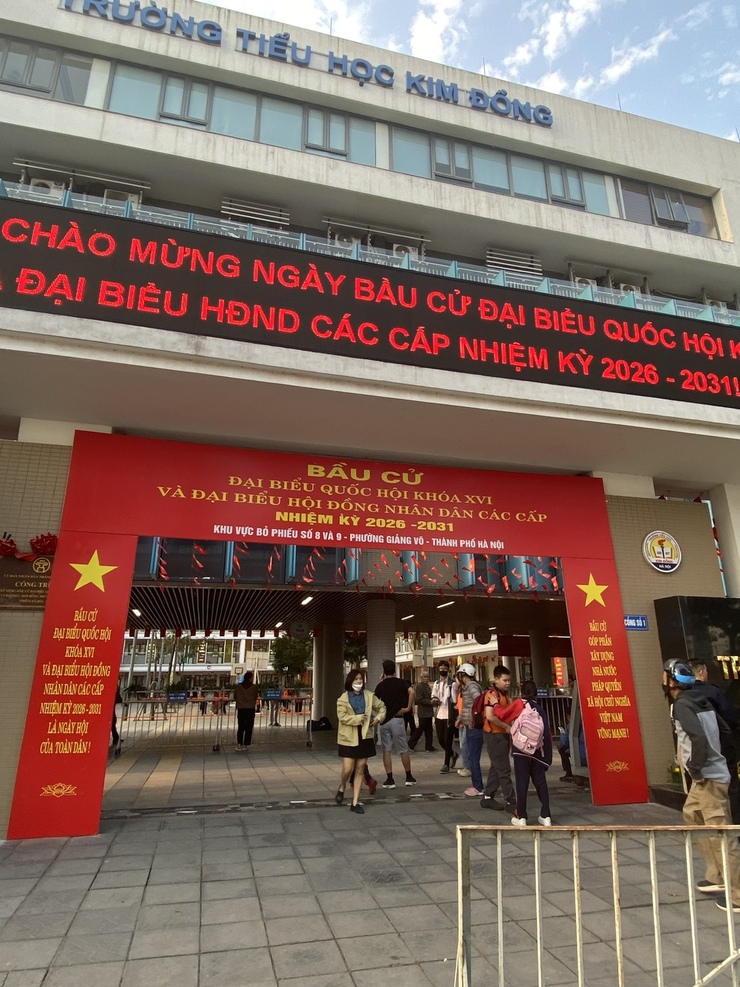 TRƯỜNG TIỂU HỌC KIM ĐỒNG
CHÀO MỪNG NGÀY BẦU CỬ ĐẠI BIỂU QUỐC HỘI K
ĐẠI BIỂU HĐND CÁC CẤP NHIỆM KỲ 2026 - 2031!
BẦU CỬ
ĐẠI BIỂU QUỐC HỘI KHÓA XVI
VÀ ĐẠI BIỂU HỘI ĐỒNG NHÂN DÂN CÁC CẤP
NHIỆM KỲ 2026 -2031
KHU VỰC BỎ PHIẾU SỐ 8 VÀ 9 - PHƯỜNG GIẢNG VÕ - THÀNH PHỐ HÀ NỘI
BẦU CỬ
ĐẠI BIỂU QUỐC HỘI
KHÓA XVI
VÀ ĐẠI BIỂU HỘI ĐỒNG
NHÂN DÂN CÁC CẤP
NHIỆM KỲ 2026 - 2031
LÀ NGÀY HỘI
CỦA TOÀN DÂN !
BẦU CỬ
GÓP PHẦN
XÂY DỰNG
NHÀ NƯỚC
PHÁP QUYỀN
XÃ HỘI CHỦ NGHĨA
VIỆT NAM
VỮNG MẠNH !
CỔNG SỐ 1
HÀ NỘI